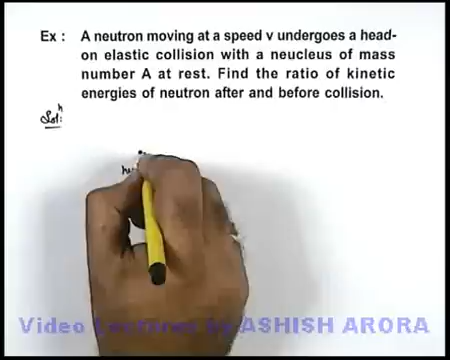 Ex : A neutron moving at a speed v undergoes a head-
on elastic collision with a neucleus of mass
number A at rest. Find the ratio of kinetic
energies of neutron after and before collision.
Solⁿ:
Video Lectures by ASHISH ARORA